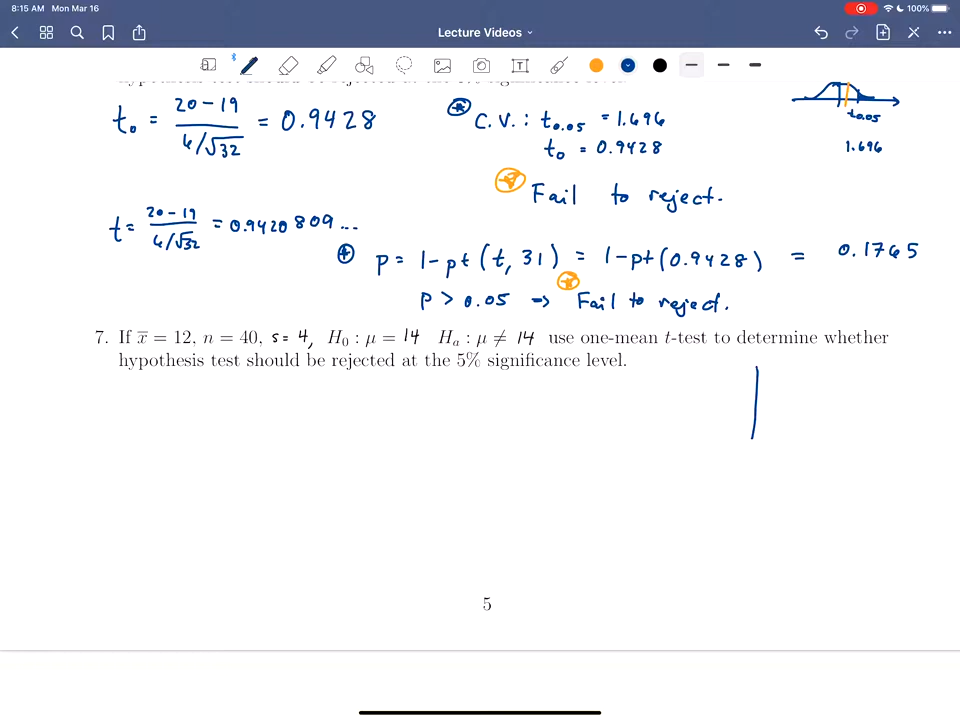 8:15 AM Mon Mar 16
100%
Lecture Videos
t₀ = (20 - 19)/(6/√32) = 0.9428
C.V. : t0.05 = 1.696
t₀ = 0.9428
t0.05
1.696
Fail to reject.
t = (20 - 19)/(6/√32) = 0.9420809...
p = 1 - pt(t, 31) = 1 - pt(0.9428) = 0.1765
p > 0.05 => Fail to reject.
7. If x̄ = 12, n = 40, s = 4, H₀ : μ = 14 Hₐ : μ ≠ 14 use one-mean t-test to determine whether
hypothesis test should be rejected at the 5% significance level.
5